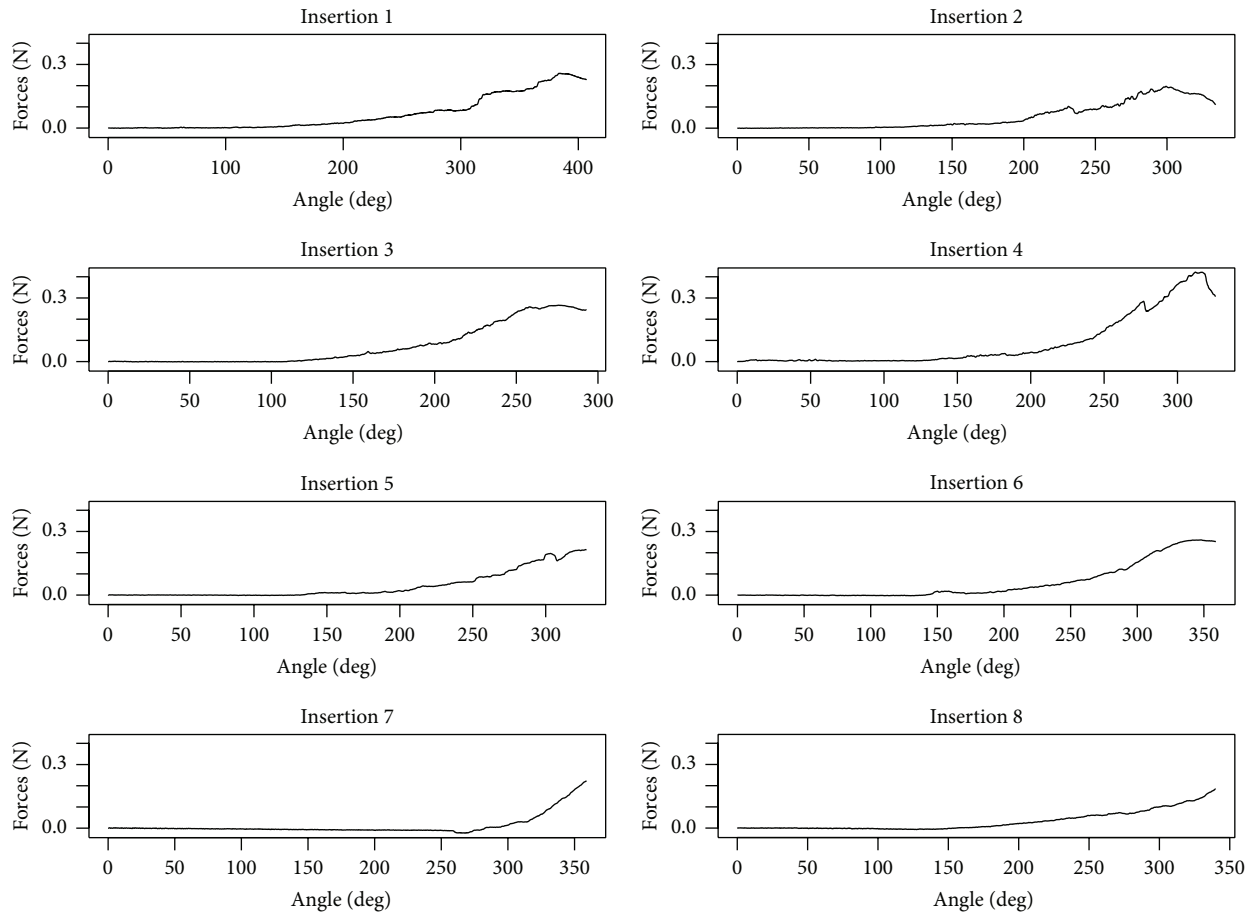 Insertion 1
Forces (N)
0.3
0.0
0 100 200 300 400
Angle (deg)
Insertion 2
Forces (N)
0.3
0.0
0 50 100 150 200 250 300
Angle (deg)
Insertion 3
Forces (N)
0.3
0.0
0 50 100 150 200 250 300
Angle (deg)
Insertion 4
Forces (N)
0.3
0.0
0 50 100 150 200 250 300
Angle (deg)
Insertion 5
Forces (N)
0.3
0.0
0 50 100 150 200 250 300
Angle (deg)
Insertion 6
Forces (N)
0.3
0.0
0 50 100 150 200 250 300 350
Angle (deg)
Insertion 7
Forces (N)
0.3
0.0
0 50 100 150 200 250 300 350
Angle (deg)
Insertion 8
Forces (N)
0.3
0.0
0 50 100 150 200 250 300 350
Angle (deg)